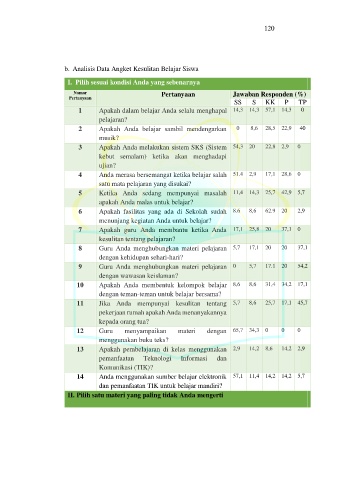 120
b. Analisis Data Angket Kesulitan Belajar Siswa
I. Pilih sesuai kondisi Anda yang sebenarnya
Nomor Pertanyaan Pertanyaan Jawaban Responden (%)
SS S KK P TP
1 Apakah dalam belajar Anda selalu menghapal 14,3 14,3 57,1 14,3 0
pelajaran?
2 Apakah Anda belajar sambil mendengarkan 0 8,6 28,5 22,9 40
musik?
3 Apakah Anda melakukan sistem SKS (Sistem 54,3 20 22,8 2,9 0
kebut semalam) ketika akan menghadapi
ujian?
4 Anda merasa bersemangat ketika belajar salah 51,4 2,9 17,1 28,6 0
satu mata pelajaran yang disukai?
5 Ketika Anda sedang mempunyai masalah 11,4 14,3 25,7 42,9 5,7
apakah Anda malas untuk belajar?
6 Apakah fasilitas yang ada di Sekolah sudah 8,6 8,6 62,9 20 2,9
menunjang kegiatan Anda untuk belajar?
7 Apakah guru Anda membantu ketika Anda 17,1 25,8 20 37,1 0
kesulitan tentang pelajaran?
8 Guru Anda menghubungkan materi pelajaran 5,7 17,1 20 20 37,1
dengan kehidupan sehari-hari?
9 Guru Anda menghubungkan materi pelajaran 0 5,7 17,1 20 54,2
dengan wawasan keislaman?
10 Apakah Anda membentuk kelompok belajar 8,6 8,6 31,4 34,2 17,1
dengan teman-teman untuk belajar bersama?
11 Jika Anda mempunyai kesulitan tentang 5,7 8,6 25,7 17,1 45,7
pekerjaan rumah apakah Anda menanyakannya
kepada orang tua?
12 Guru menyampaikan materi dengan 65,7 34,3 0 0 0
menggunakan buku teks?
13 Apakah pembelajaran di kelas menggunakan 2,9 14,2 8,6 14,2 2,9
pemanfaatan Teknologi Informasi dan
Komunikasi (TIK)?
14 Anda menggunakan sumber belajar elektronik 57,1 11,4 14,2 14,2 5,7
dan pemanfaatan TIK untuk belajar mandiri?
II. Pilih satu materi yang paling tidak Anda mengerti